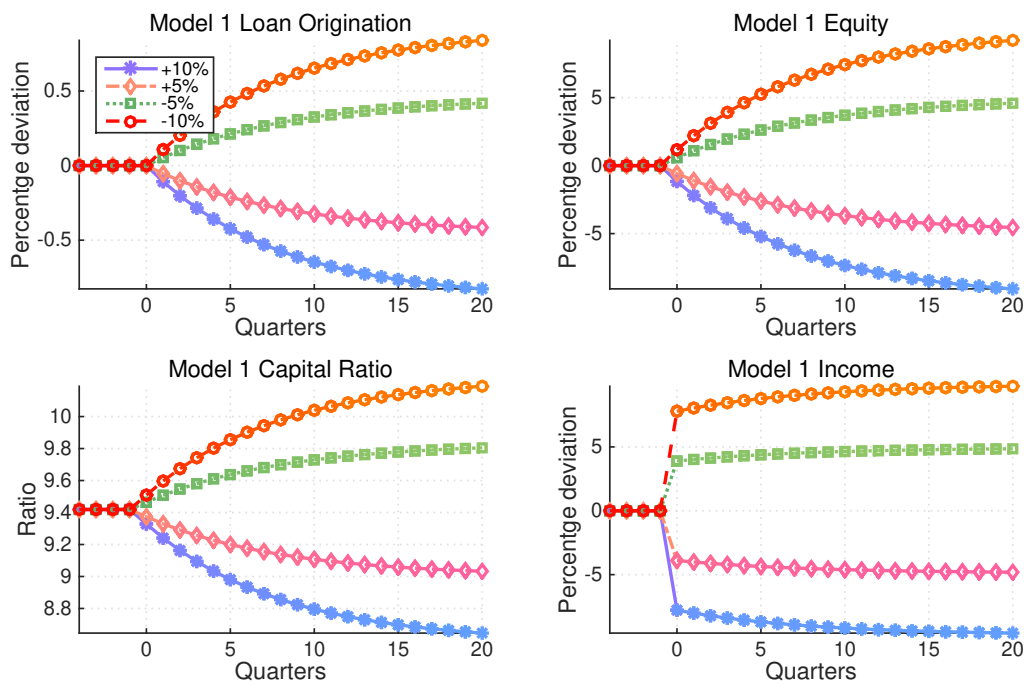 Model 1 Loan Origination
Percentge deviation
0.5
0
-0.5
0 5 10 15 20
Quarters
+10%
+5%
-5%
-10%
Model 1 Equity
Percentge deviation
5
0
-5
0 5 10 15 20
Quarters
Model 1 Capital Ratio
Ratio
10
9.8
9.6
9.4
9.2
9
8.8
0 5 10 15 20
Quarters
Model 1 Income
Percentge deviation
5
0
-5
0 5 10 15 20
Quarters